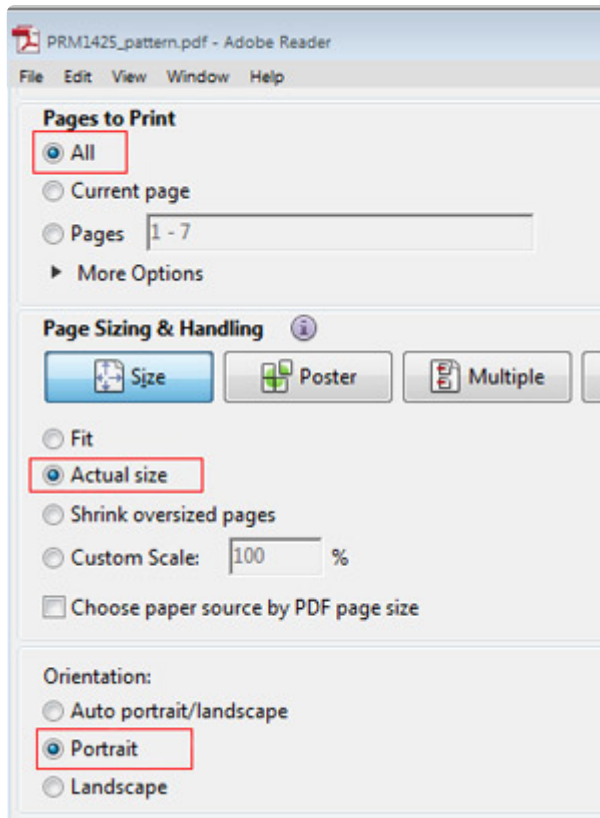 PRM1425_pattern.pdf - Adobe Reader
File Edit View Window Help
Pages to Print
All
Current page
Pages 1 - 7
More Options
Page Sizing & Handling i
Size Poster Multiple
Fit
Actual size
Shrink oversized pages
Custom Scale: 100 %
Choose paper source by PDF page size
Orientation:
Auto portrait/landscape
Portrait
Landscape